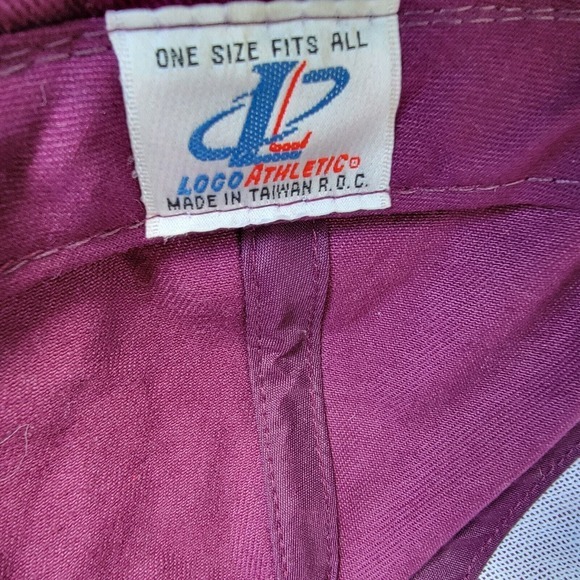 ONE SIZE FITS ALL
LOGO ATHLETIC
MADE IN TAIWAN R.O.C.